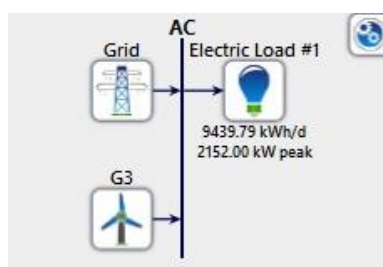 AC
Grid
Electric Load #1
9439.79 kWh/d
2152.00 kW peak
G3